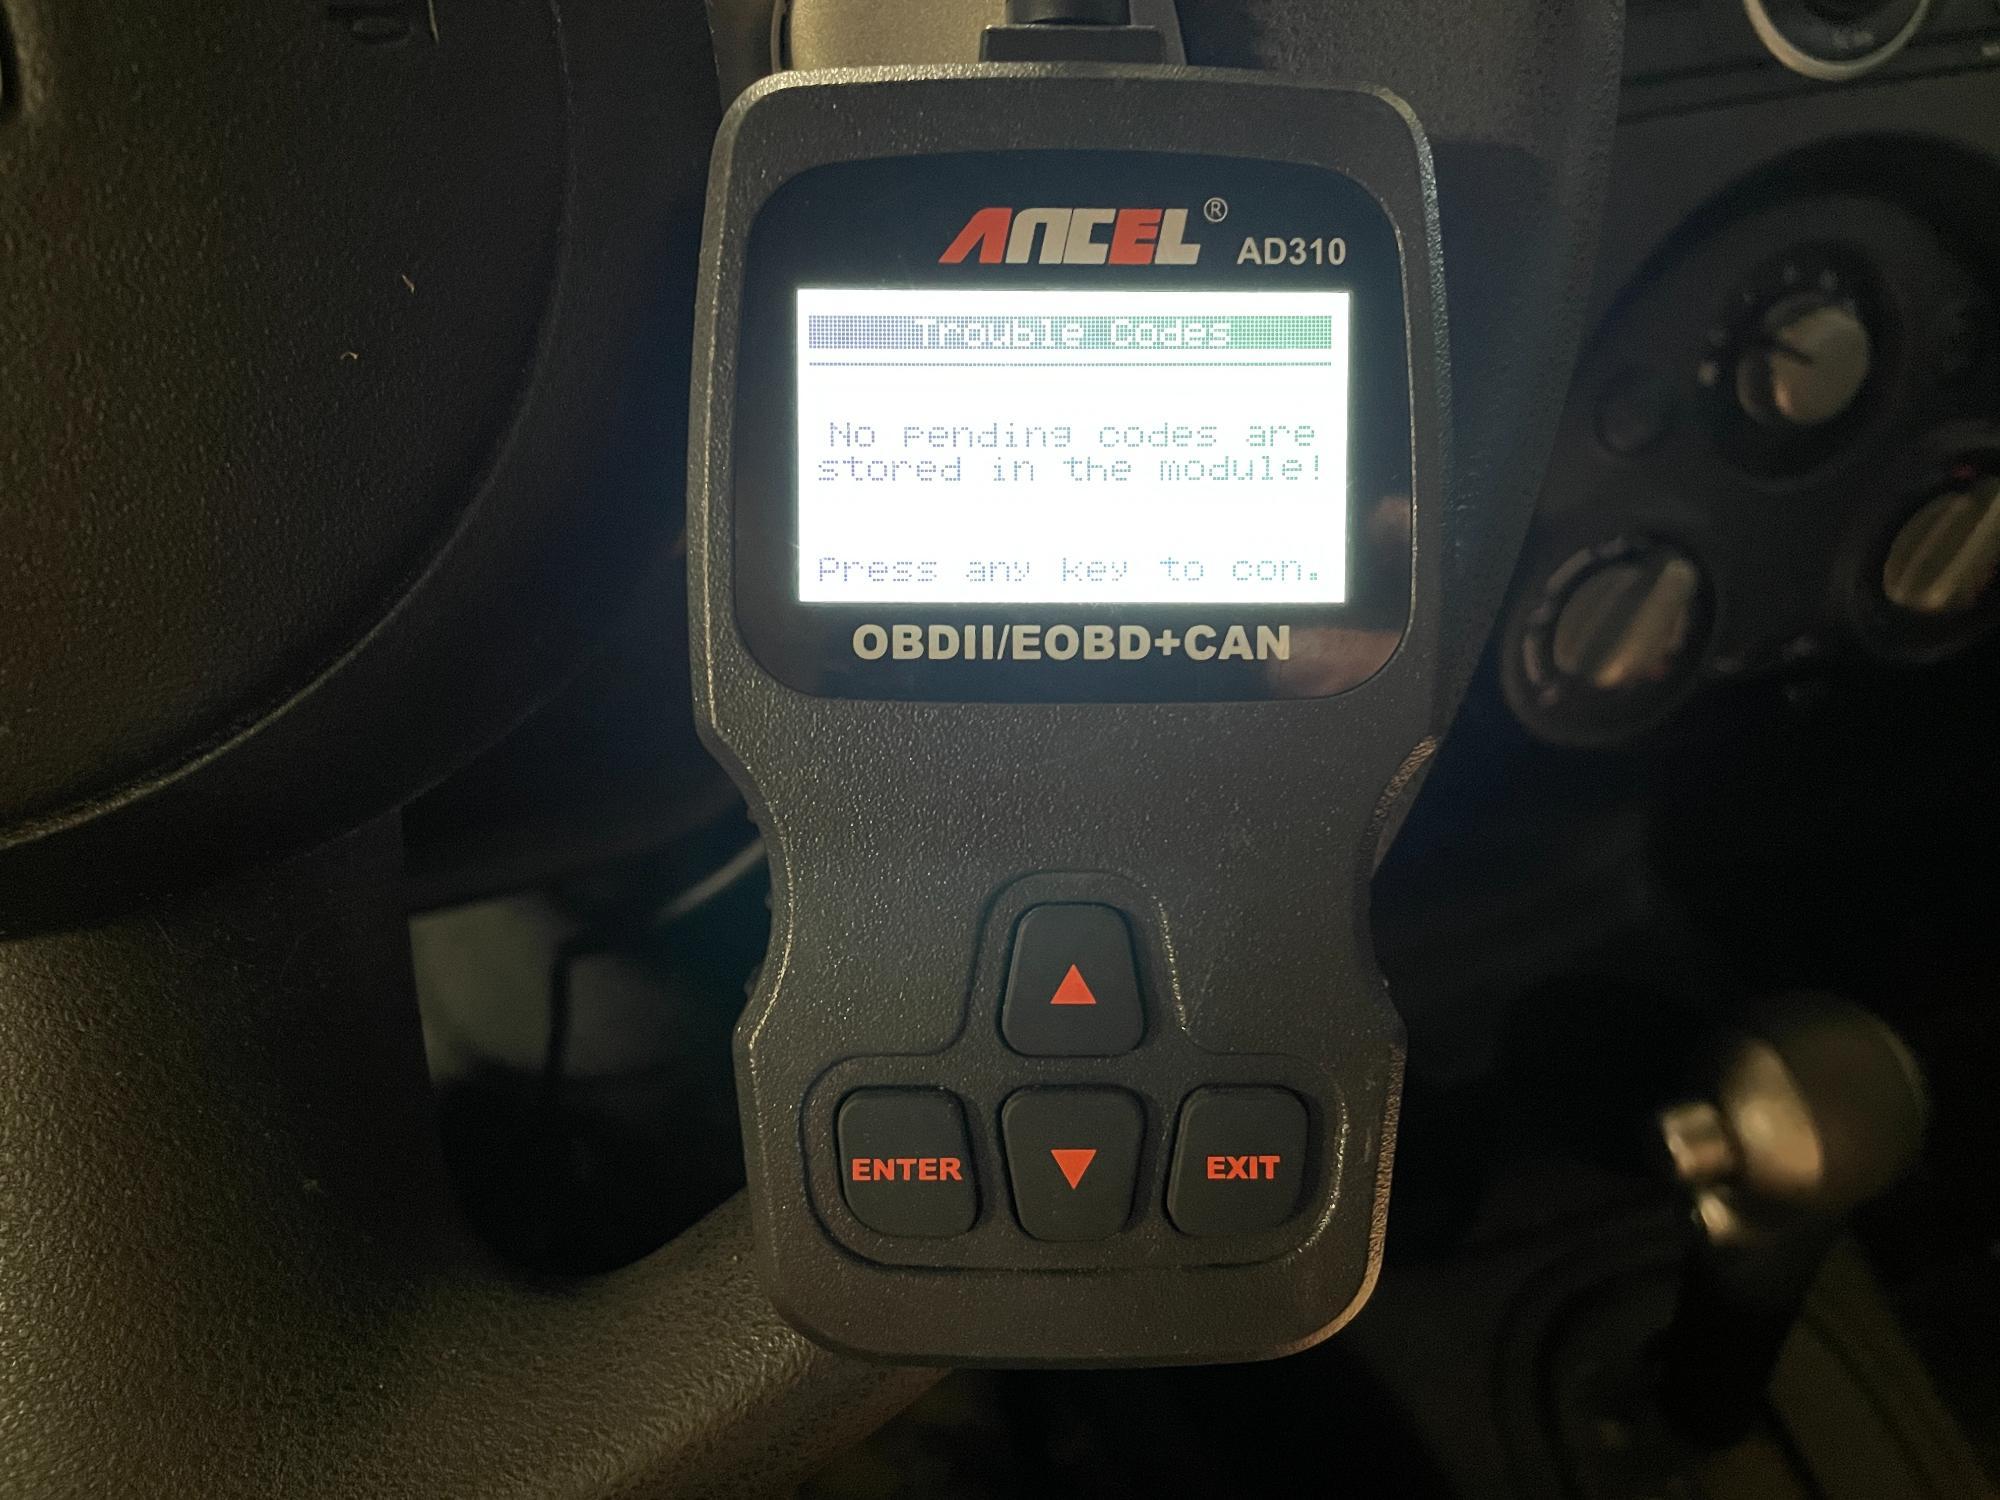 ANCEL® AD310
Trouble Codes
No pending codes are
stored in the module!
Press any key to con.
OBDII/EOBD+CAN
ENTER
EXIT